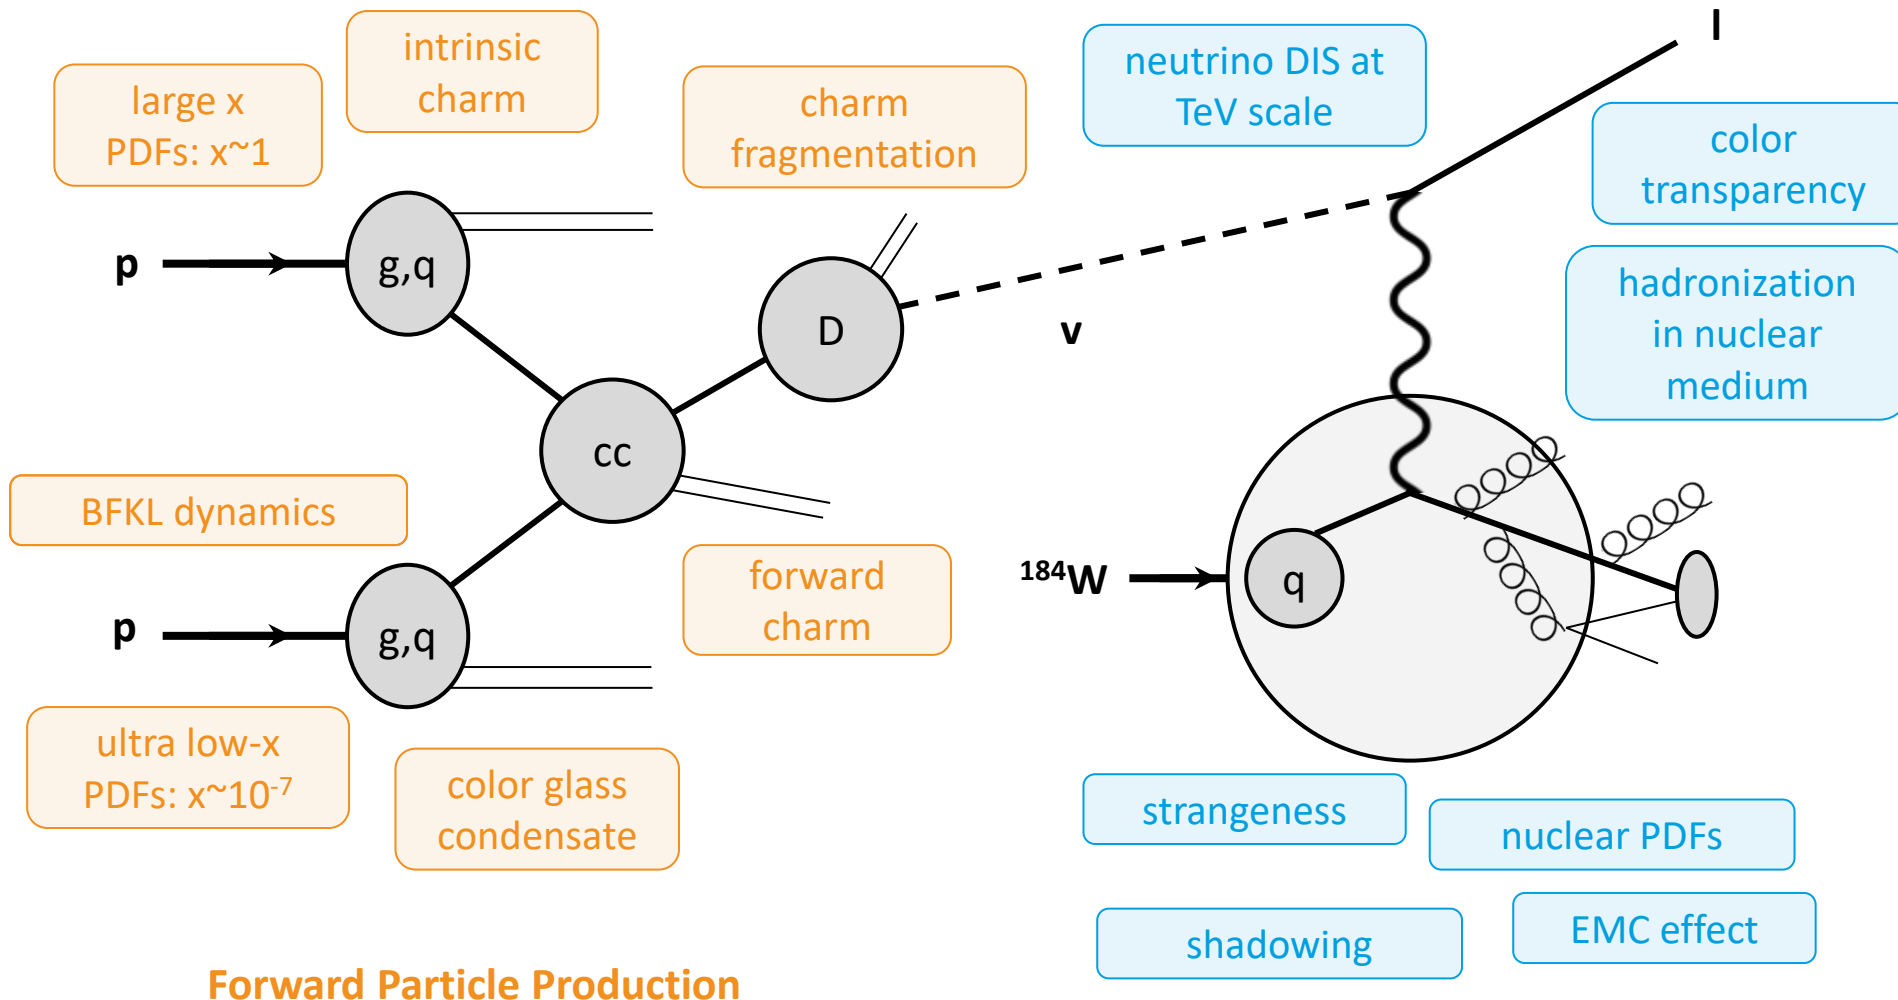 large x
PDFs: x~1
intrinsic
charm
charm
fragmentation
neutrino DIS at
TeV scale
l
color
transparency
p
g,q
D
ν
hadronization
in nuclear
medium
cc
BFKL dynamics
forward
charm
p
g,q
¹⁸⁴W
q
ultra low-x
PDFs: x~10⁻⁷
color glass
condensate
strangeness
nuclear PDFs
shadowing
EMC effect
Forward Particle Production